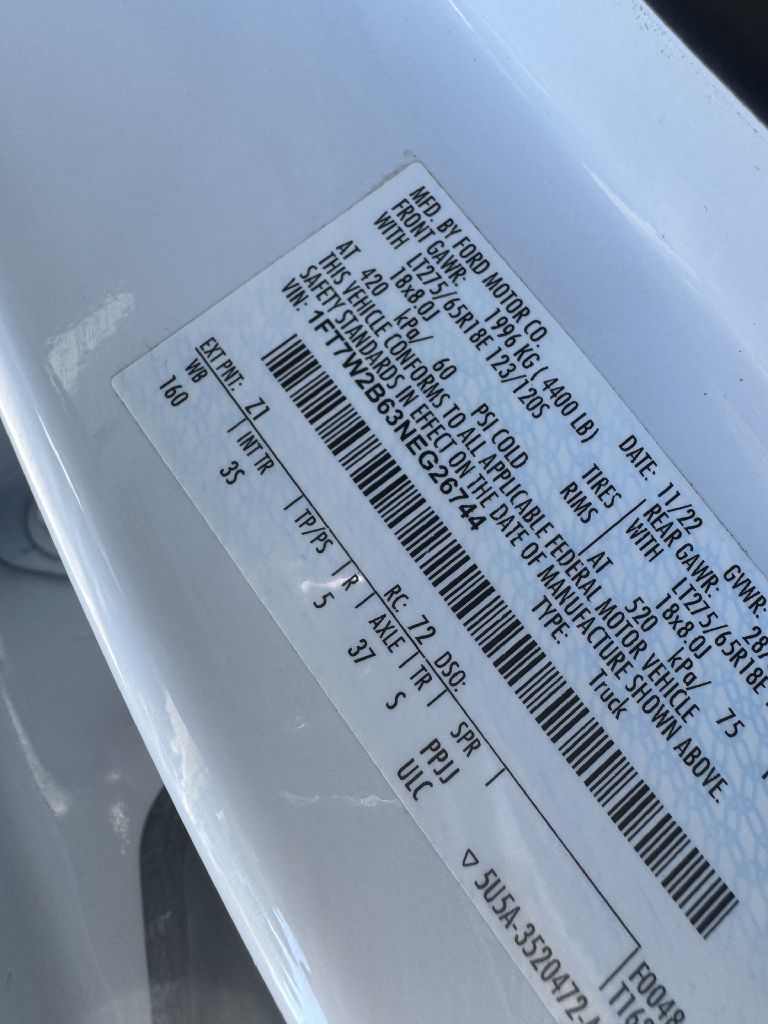 MFD. BY FORD MOTOR CO.
DATE: 11/22
GVWR:
FRONT GAWR: 1996 KG ( 4400 LB)
REAR GAWR: 287
WITH LT275/65R18E 123/120S TIRES
WITH LT275/65R18E
18x8.0J RIMS
18x8.0J
AT 420 kPa/ 60 PSI COLD
AT 520 kPa/ 75
THIS VEHICLE CONFORMS TO ALL APPLICABLE FEDERAL MOTOR VEHICLE
SAFETY STANDARDS IN EFFECT ON THE DATE OF MANUFACTURE SHOWN ABOVE.
VIN: 1FT7W2B63NEG26744
TYPE: Truck
EXT PNT: Z1 RC: 72 DSO:
WB | INT TR | TP/PS | R | AXLE | TR | SPR |
160 3S 5 37 S PPJJ
ULC
F0048
▽ 5U5A-3520472-